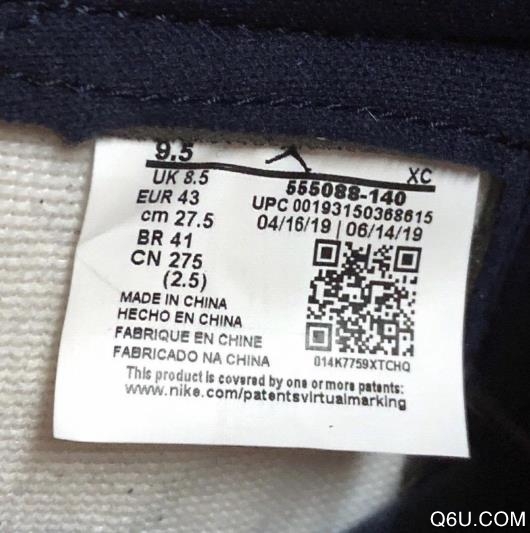 9.5 XC
UK 8.5
EUR 43
cm 27.5
BR 41
CN 275
(2.5)
555088-140
UPC 00193150368615
04/16/19 | 06/14/19
014K7759XTCHQ
MADE IN CHINA
HECHO EN CHINA
FABRIQUE EN CHINE
FABRICADO NA CHINA
This product is covered by one or more patents:
www.nike.com/patentsvirtualmarking
Q6U.COM